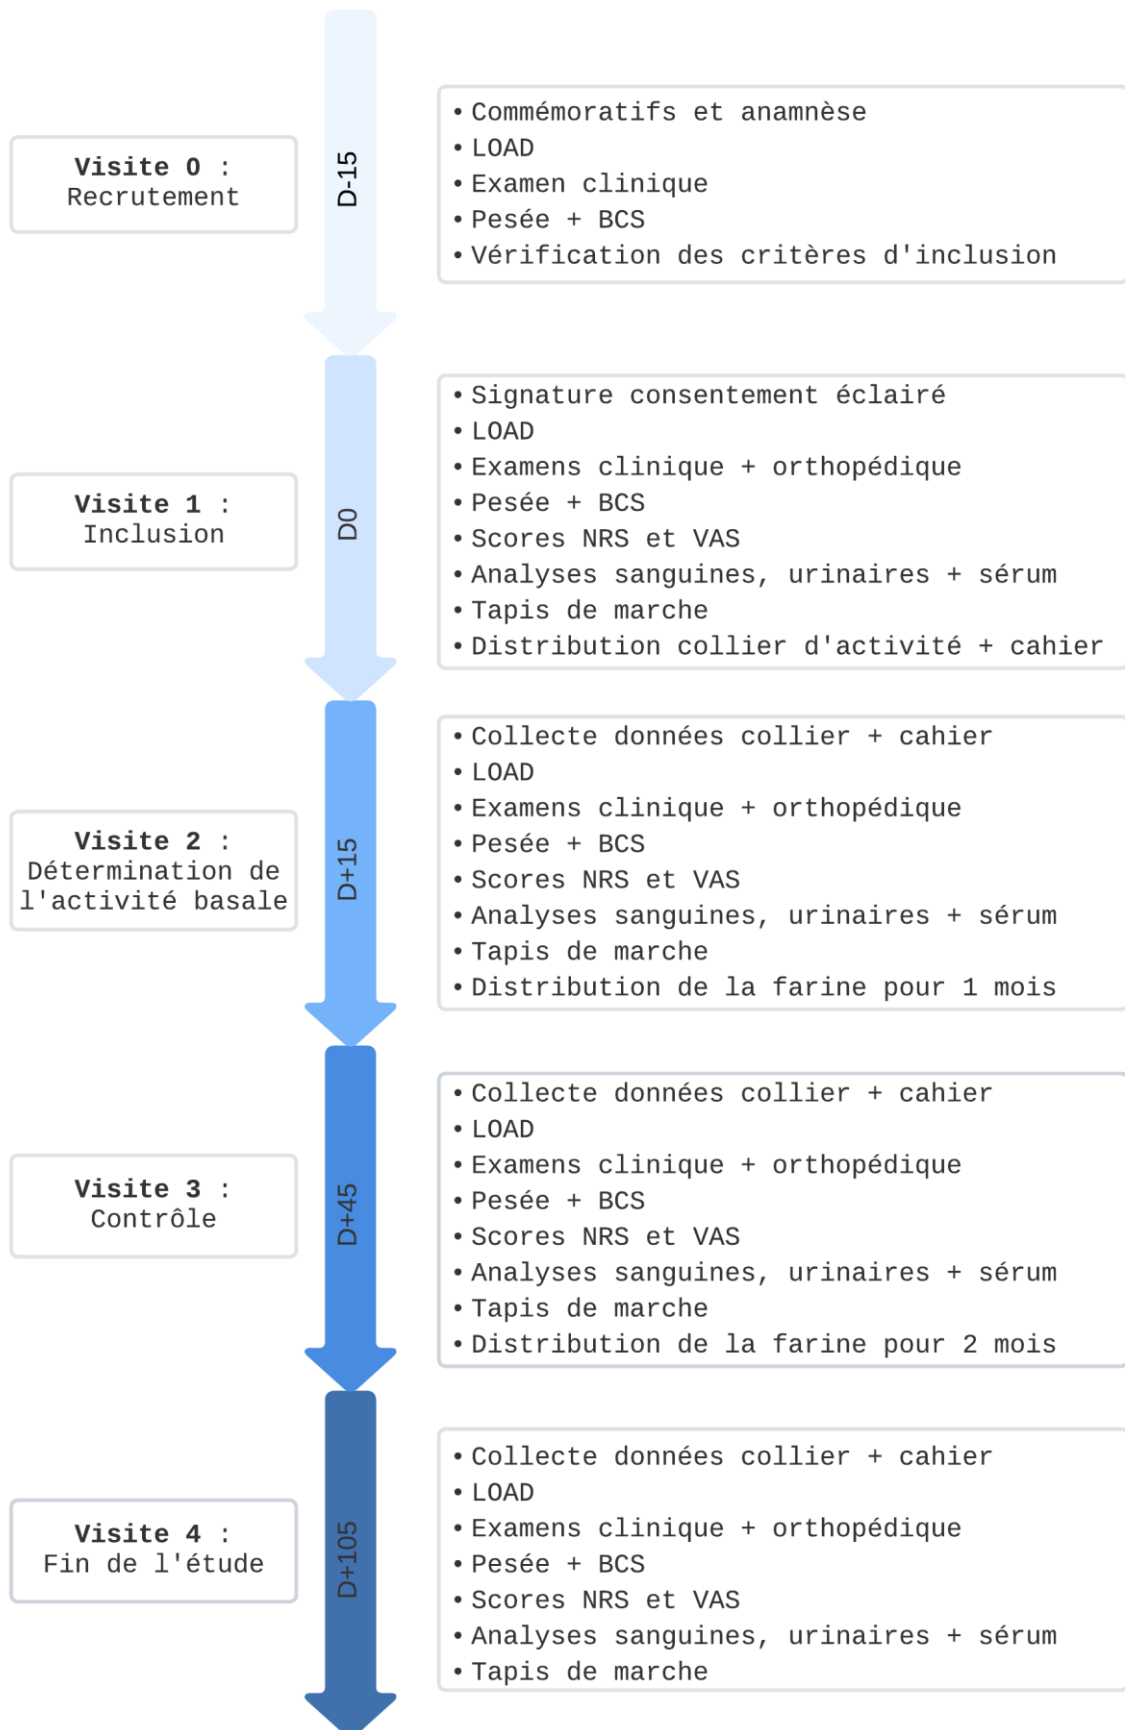 Visite 0 :
Recrutement
D-15
• Commémoratifs et anamnèse
• LOAD
• Examen clinique
• Pesée + BCS
• Vérification des critères d'inclusion
Visite 1 :
Inclusion
D0
• Signature consentement éclairé
• LOAD
• Examens clinique + orthopédique
• Pesée + BCS
• Scores NRS et VAS
• Analyses sanguines, urinaires + sérum
• Tapis de marche
• Distribution collier d'activité + cahier
Visite 2 :
Détermination de
l'activité basale
D+15
• Collecte données collier + cahier
• LOAD
• Examens clinique + orthopédique
• Pesée + BCS
• Scores NRS et VAS
• Analyses sanguines, urinaires + sérum
• Tapis de marche
• Distribution de la farine pour 1 mois
Visite 3 :
Contrôle
D+45
• Collecte données collier + cahier
• LOAD
• Examens clinique + orthopédique
• Pesée + BCS
• Scores NRS et VAS
• Analyses sanguines, urinaires + sérum
• Tapis de marche
• Distribution de la farine pour 2 mois
Visite 4 :
Fin de l'étude
D+105
• Collecte données collier + cahier
• LOAD
• Examens clinique + orthopédique
• Pesée + BCS
• Scores NRS et VAS
• Analyses sanguines, urinaires + sérum
• Tapis de marche